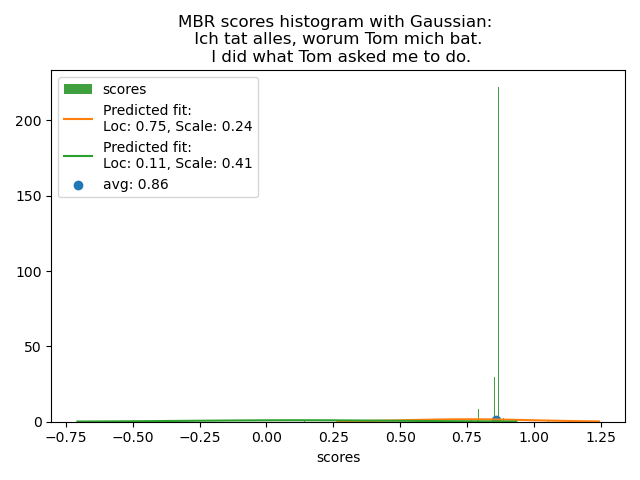 MBR scores histogram with Gaussian:
Ich tat alles, worum Tom mich bat.
I did what Tom asked me to do.
scores
Predicted fit:
Loc: 0.75, Scale: 0.24
Predicted fit:
Loc: 0.11, Scale: 0.41
avg: 0.86
200
150
100
50
0
−0.75 −0.50 −0.25 0.00 0.25 0.50 0.75 1.00 1.25
scores